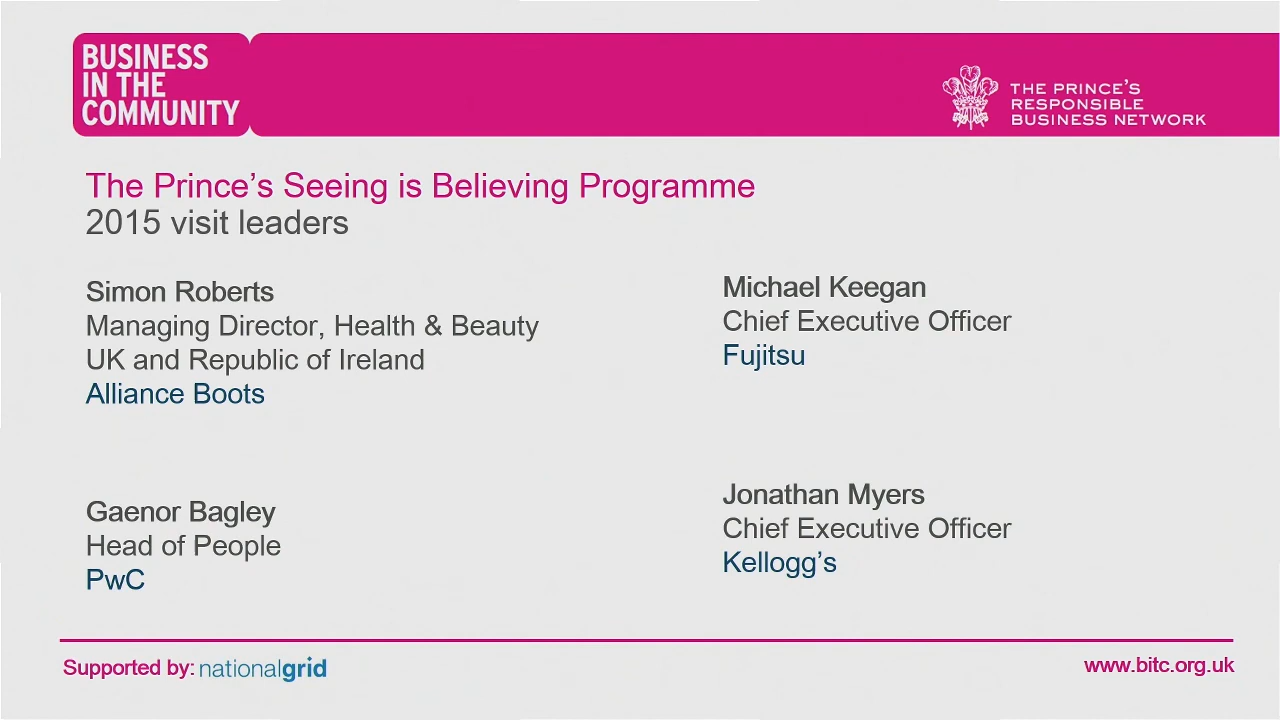 BUSINESS
IN THE
COMMUNITY
THE PRINCE'S
RESPONSIBLE
BUSINESS NETWORK
The Prince's Seeing is Believing Programme
2015 visit leaders
Simon Roberts
Managing Director, Health & Beauty
UK and Republic of Ireland
Alliance Boots
Michael Keegan
Chief Executive Officer
Fujitsu
Gaenor Bagley
Head of People
PwC
Jonathan Myers
Chief Executive Officer
Kellogg's
Supported by: nationalgrid
www.bitc.org.uk